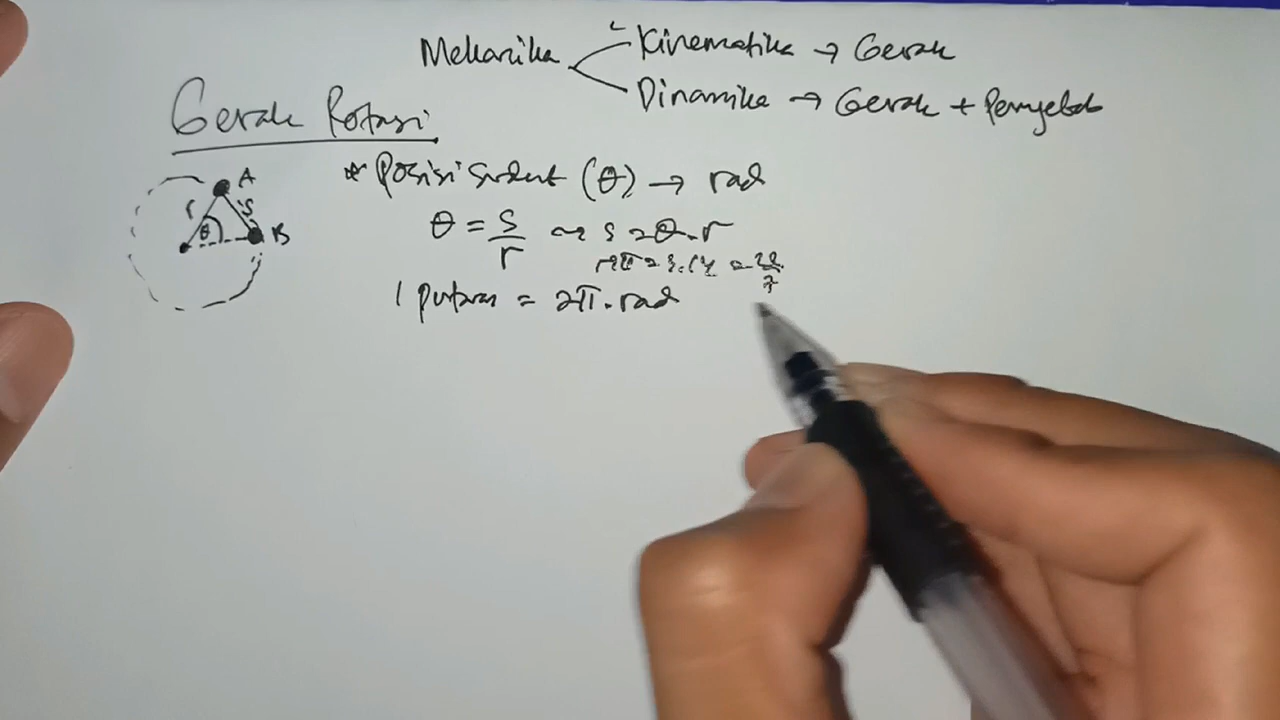 Mekanika
Kinematika → Gerak
Dinamika → Gerak + Penyebab
Gerak Rotasi
* Posisi sudut (θ) → rad
θ = s/r ~ s = θ.r
π = 3.14 = 22/7
1 putaran = 2π.rad
A
r
s
θ
B